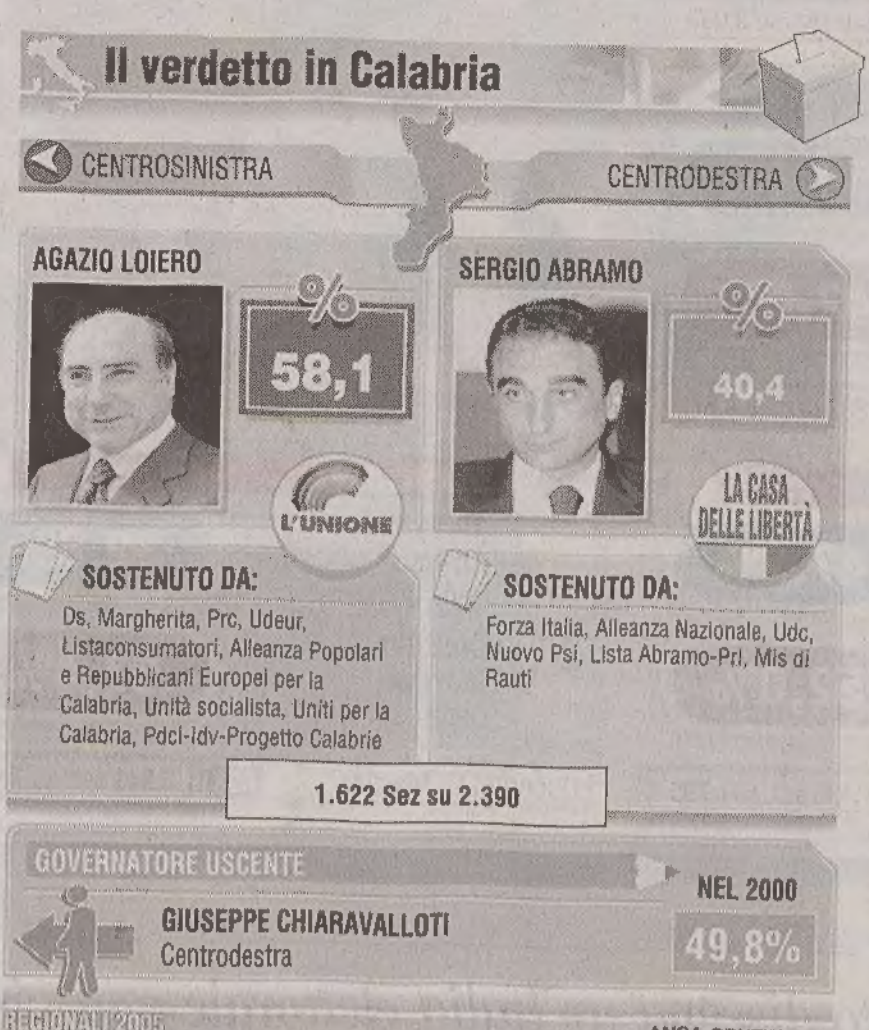 Il verdetto in Calabria
CENTROSINISTRA
CENTRODESTRA
AGAZIO LOIERO
%
58,1
L'UNIONE
SOSTENUTO DA:
Ds, Margherita, Prc, Udeur,
Listaconsumatori, Alleanza Popolari
e Repubblicani Europei per la
Calabria, Unità socialista, Uniti per la
Calabria, Pdci-Idv-Progetto Calabrie
SERGIO ABRAMO
%
40,4
LA CASA
DELLE LIBERTÀ
SOSTENUTO DA:
Forza Italia, Alleanza Nazionale, Udc,
Nuovo Psi, Lista Abramo-Pri, Mis di
Rauti
1.622 Sez su 2.390
GOVERNATORE USCENTE
GIUSEPPE CHIARAVALLOTI
Centrodestra
NEL 2000
49,8%
REGIONALI 2005